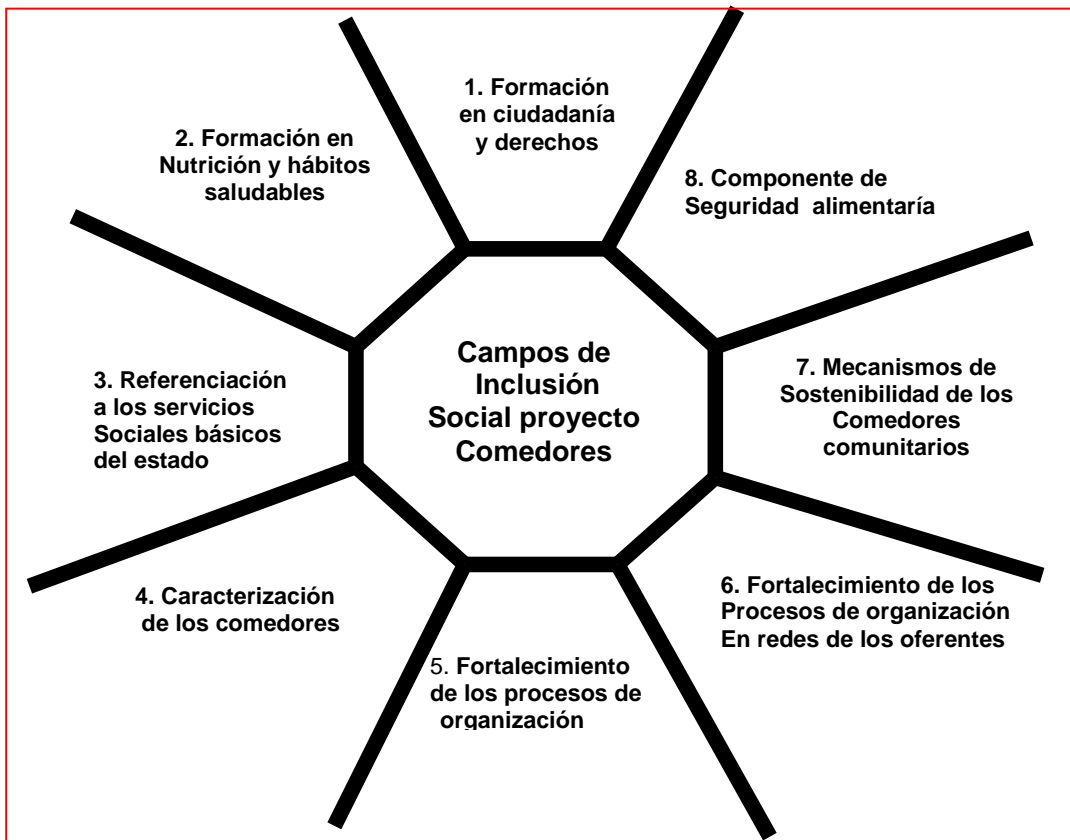 1. Formación
en ciudadanía
y derechos
2. Formación en
Nutrición y hábitos
saludables
8. Componente de
Seguridad alimentaría
Campos de
Inclusión
Social proyecto
Comedores
3. Referenciación
a los servicios
Sociales básicos
del estado
7. Mecanismos de
Sostenibilidad de los
Comedores
comunitarios
4. Caracterización
de los comedores
6. Fortalecimiento de los
Procesos de organización
En redes de los oferentes
5. Fortalecimiento
de los procesos de
organización